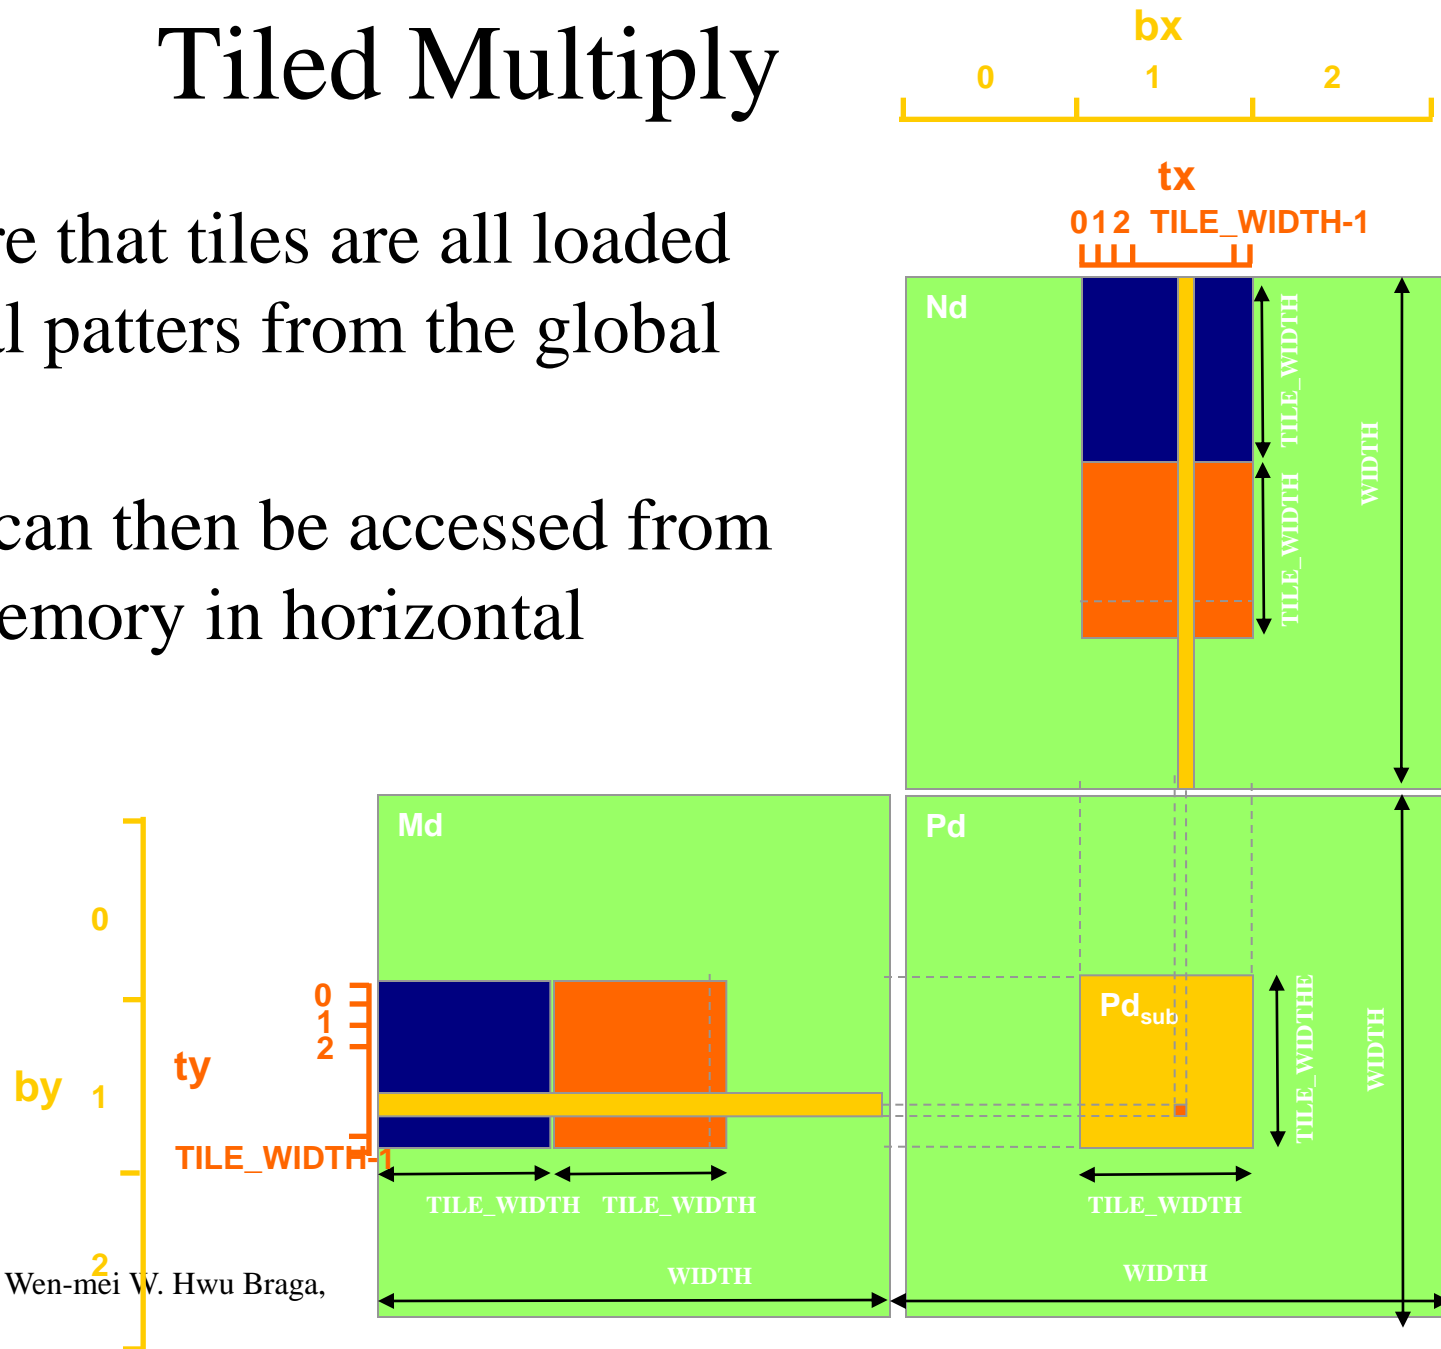 Tiled Multiply
re that tiles are all loaded
al patters from the global
can then be accessed from
emory in horizontal
bx
0 1 2
tx
0 1 2 TILE_WIDTH-1
Nd
TILE_WIDTH
TILE_WIDTH
WIDTH
Md
Pd
Pdsub
TILE_WIDTHE
WIDTH
by
0
1
2
ty
0
1
2
TILE_WIDTH-1
TILE_WIDTH TILE_WIDTH
TILE_WIDTH
WIDTH
WIDTH
Wen-mei W. Hwu Braga,